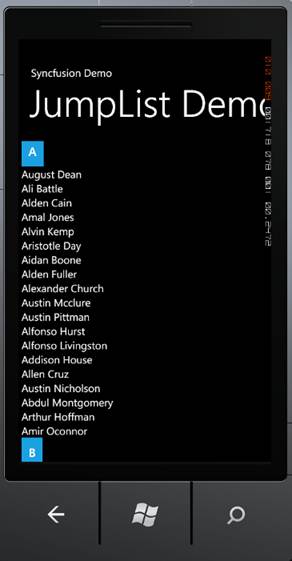 Syncfusion Demo
JumpList Demo
A
August Dean
Ali Battle
Alden Cain
Amal Jones
Alvin Kemp
Aristotle Day
Aidan Boone
Alden Fuller
Alexander Church
Austin Mcclure
Austin Pittman
Alfonso Hurst
Alfonso Livingston
Addison House
Allen Cruz
Austin Nicholson
Abdul Montgomery
Arthur Hoffman
Amir Oconnor
B